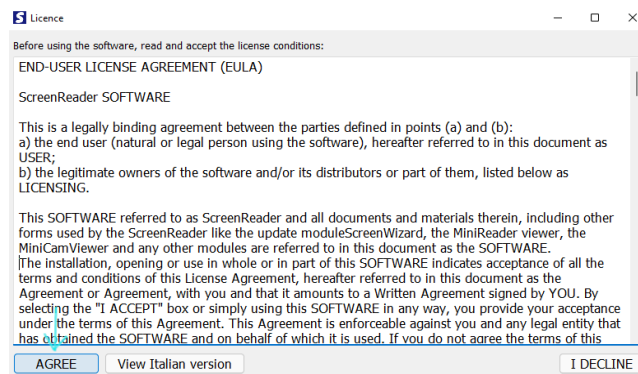 Licence
Before using the software, read and accept the license conditions:
END-USER LICENSE AGREEMENT (EULA)
ScreenReader SOFTWARE
This is a legally binding agreement between the parties defined in points (a) and (b):
a) the end user (natural or legal person using the software), hereafter referred to in this document as
USER;
b) the legitimate owners of the software and/or its distributors or part of them, listed below as
LICENSING.
This SOFTWARE referred to as ScreenReader and all documents and materials therein, including other
forms used by the ScreenReader like the update moduleScreenWizard, the MiniReader viewer, the
MiniCamViewer and any other modules are referred to in this document as the SOFTWARE.
The installation, opening or use in whole or in part of this SOFTWARE indicates acceptance of all the
terms and conditions of this License Agreement, hereafter referred to in this document as the
Agreement or Agreement, with you and that it amounts to a Written Agreement signed by YOU. By
selecting the "I ACCEPT" box or simply using this SOFTWARE in any way, you provide your acceptance
under the terms of this Agreement. This Agreement is enforceable against you and any legal entity that
has obtained the SOFTWARE and on behalf of which it is used. If you do not agree the terms of this
AGREE View Italian version I DECLINE